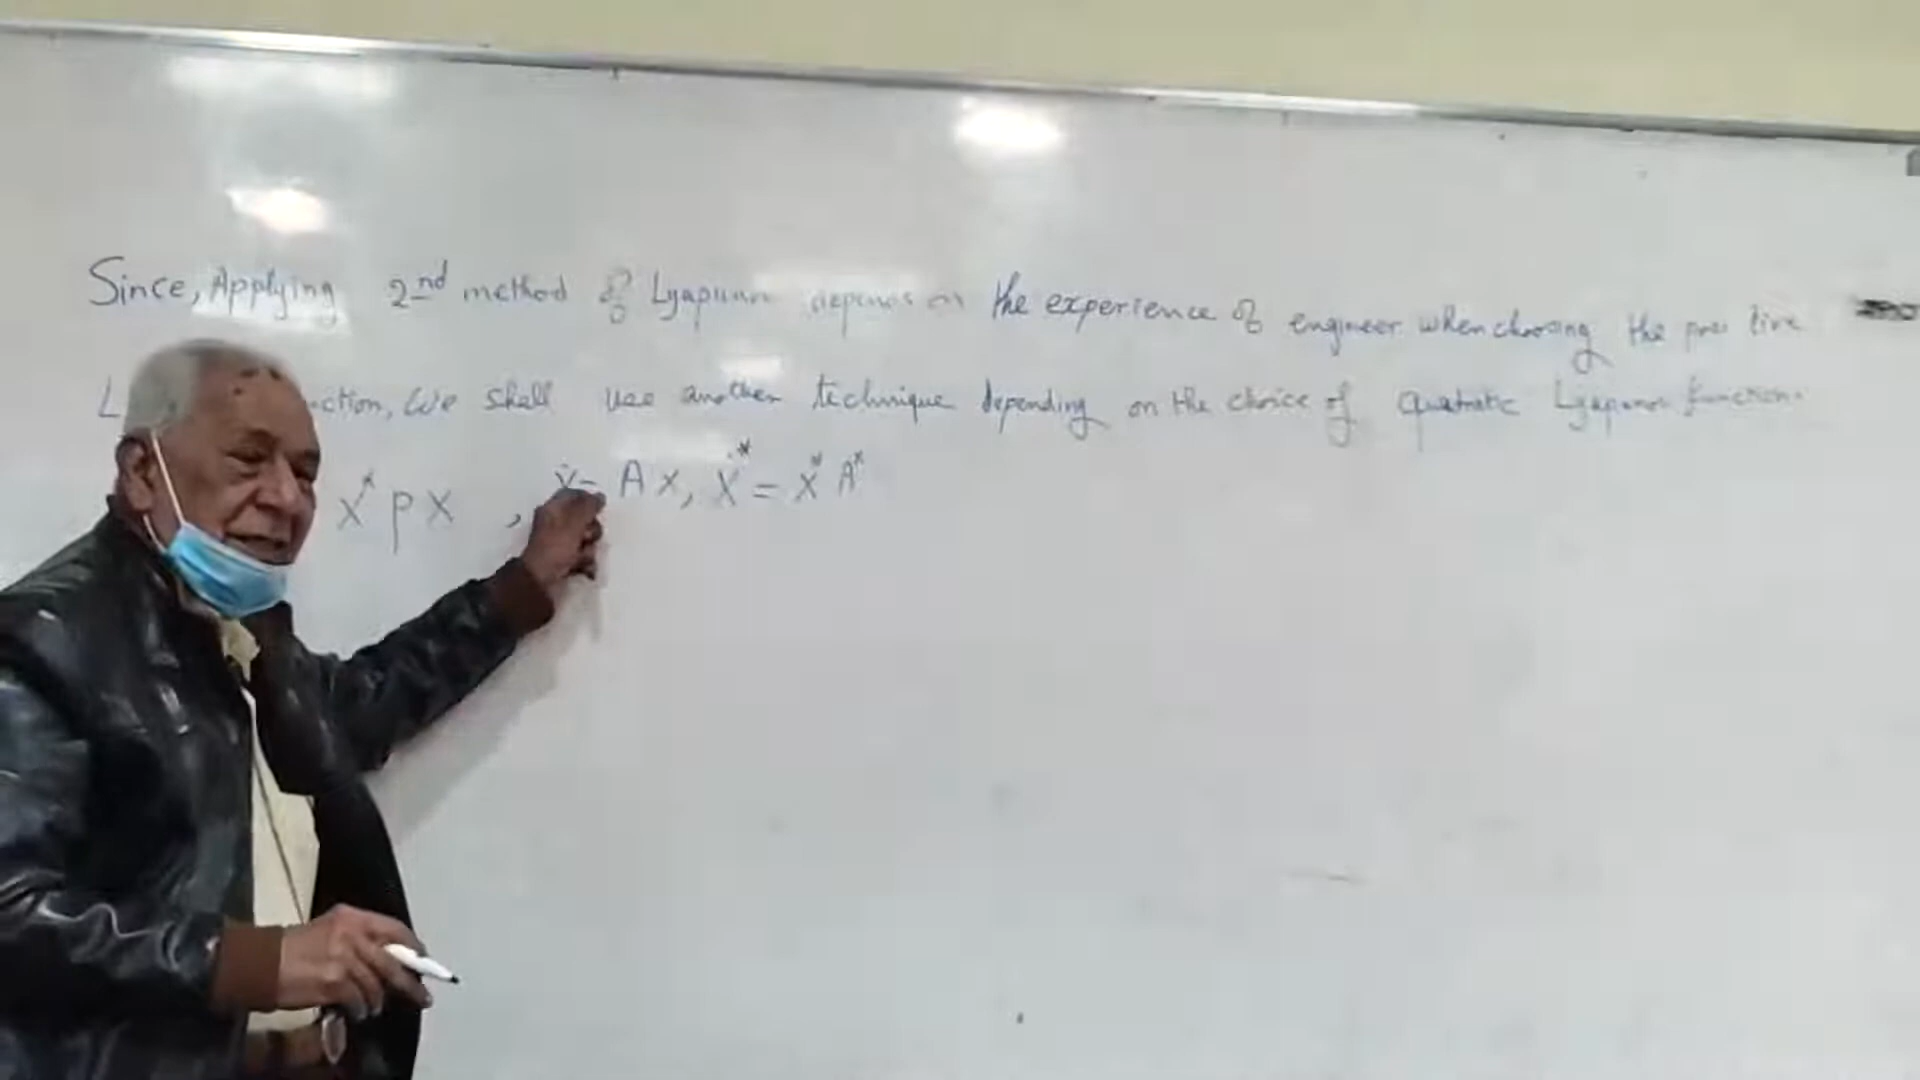 Since, Applying 2nd method of Lyapunov depends on the experience of engineer when choosing the positive
L ction, We shall use another technique depending on the choice of quadratic Lyapunov function.
x* p x , ẋ = A x, ẋ* = x* A*